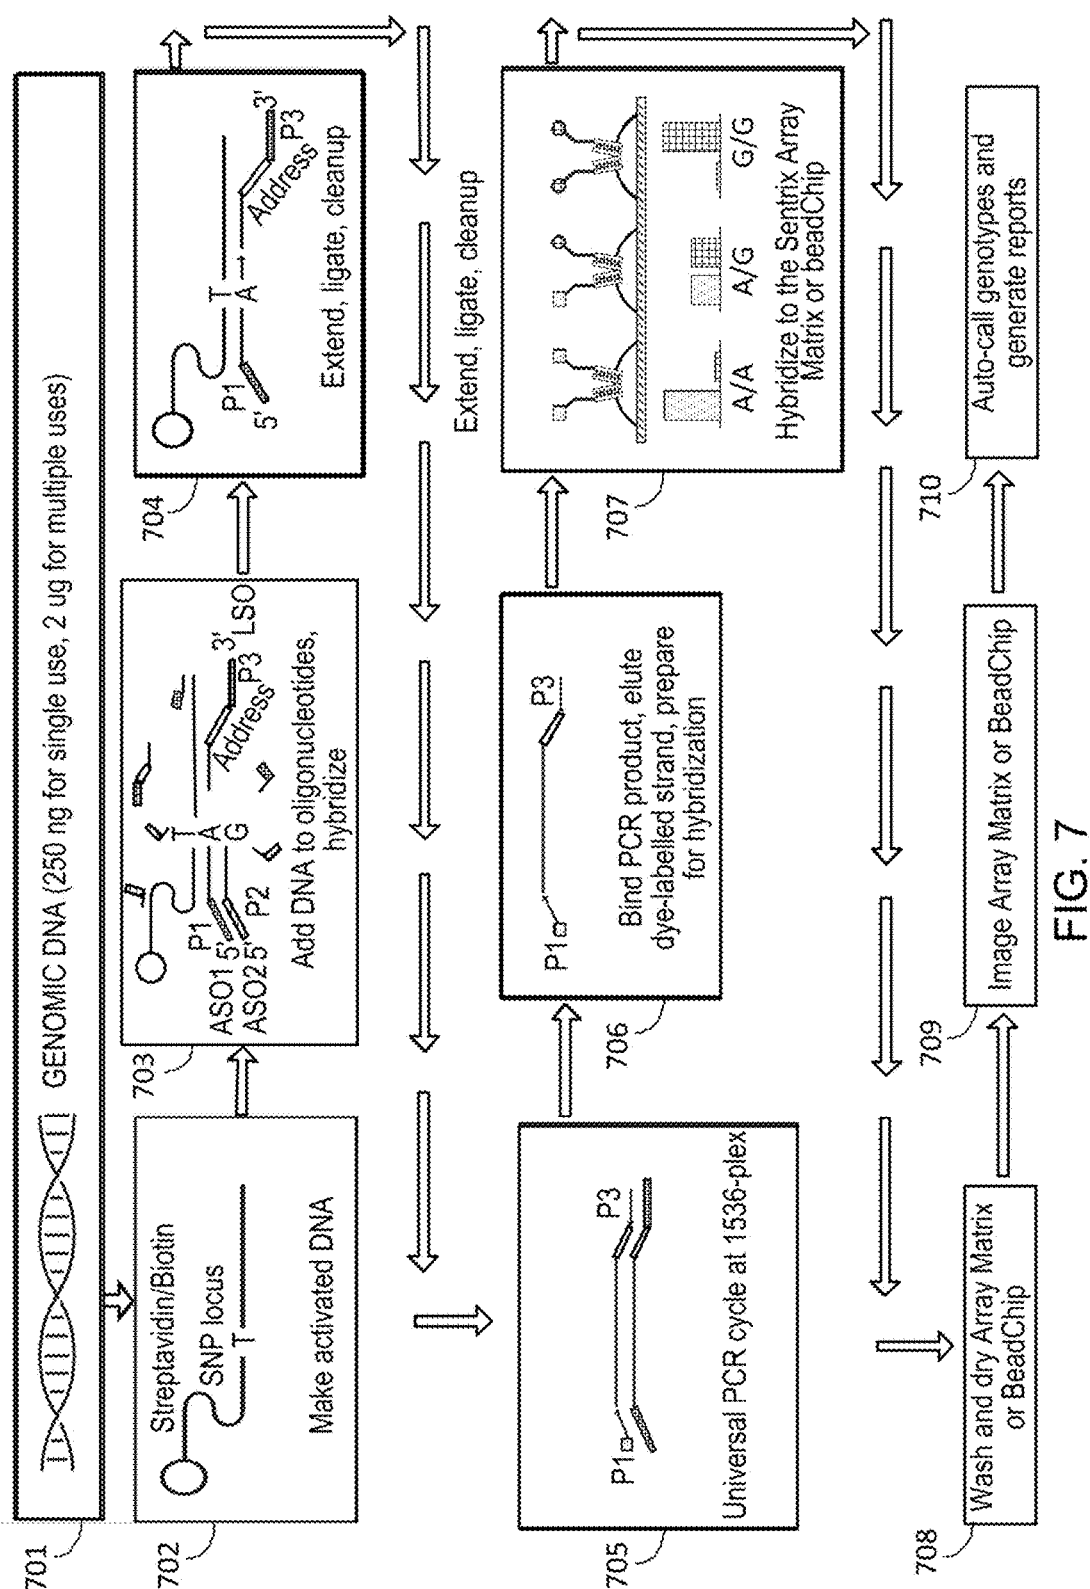 701
GENOMIC DNA (250 ng for single use, 2 ug for multiple uses)
702
Streptavidin/Biotin
SNP locus
T
Make activated DNA
703
T
A
G
P1
ASO1 5'
ASO2 5'
P2
Address
P3
3'
LSO
Add DNA to oligonucleotides,
hybridize
704
P1
5'
T
A
Address
P3
3'
Extend, ligate, cleanup
Extend, ligate, cleanup
705
P1
P3
Universal PCR cycle at 1536-plex
706
P1
P3
Bind PCR product, elute
dye-labelled strand, prepare
for hybridization
707
A/A
A/G
G/G
Hybridize to the Sentrix Array
Matrix or beadChip
708
Wash and dry Array Matrix
or BeadChip
709
Image Array Matrix or BeadChip
710
Auto-call genotypes and
generate reports
FIG. 7